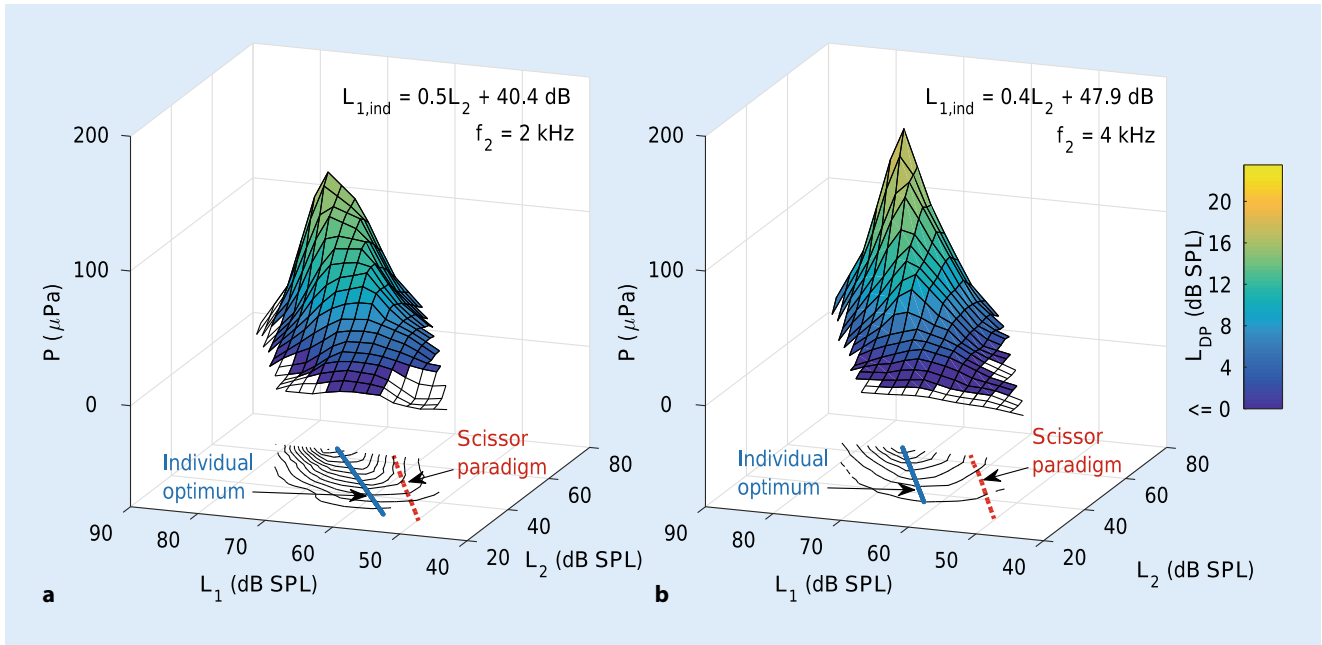 L1,ind = 0.5L2 + 40.4 dB
f2 = 2 kHz
200
100
0
P (μPa)
Individual
optimum
Scissor
paradigm
90
80
70
60
50
40
L1 (dB SPL)
20
40
60
80
L2 (dB SPL)
a
L1,ind = 0.4L2 + 47.9 dB
f2 = 4 kHz
200
100
0
P (μPa)
Individual
optimum
Scissor
paradigm
90
80
70
60
50
40
L1 (dB SPL)
20
40
60
80
L2 (dB SPL)
b
20
16
12
8
4
<= 0
LDP (dB SPL)